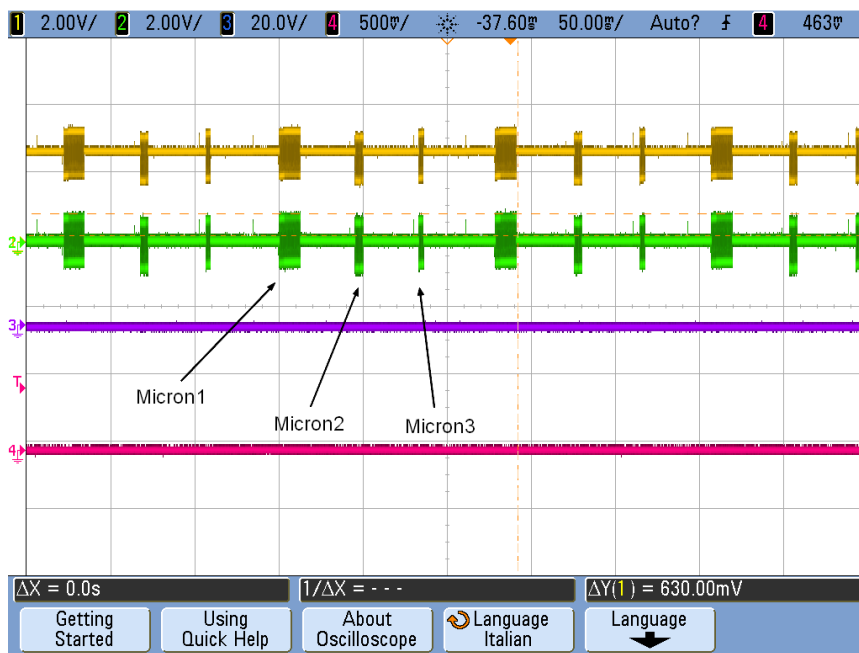 1 2.00V/ 2 2.00V/ 3 20.0V/ 4 500mV/ -37.60ms 50.00ms/ Auto? 4 463mV
2
3
T
4
Micron1
Micron2
Micron3
ΔX = 0.0s 1/ΔX = - - - ΔY(1) = 630.00mV
Getting Started
Using Quick Help
About Oscilloscope
Language Italian
Language